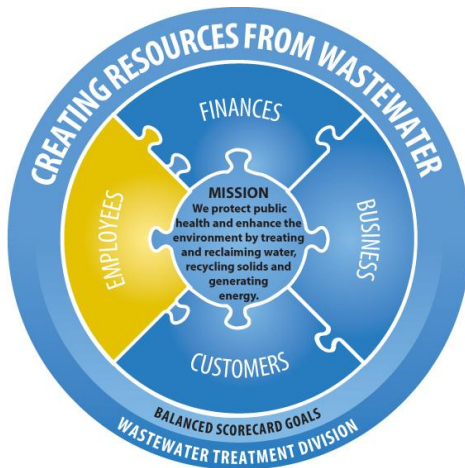 CREATING RESOURCES FROM WASTEWATER
FINANCES
EMPLOYEES
MISSION
We protect public
health and enhance the
environment by treating
and reclaiming water,
recycling solids and
generating
energy.
BUSINESS
CUSTOMERS
BALANCED SCORECARD GOALS
WASTEWATER TREATMENT DIVISION